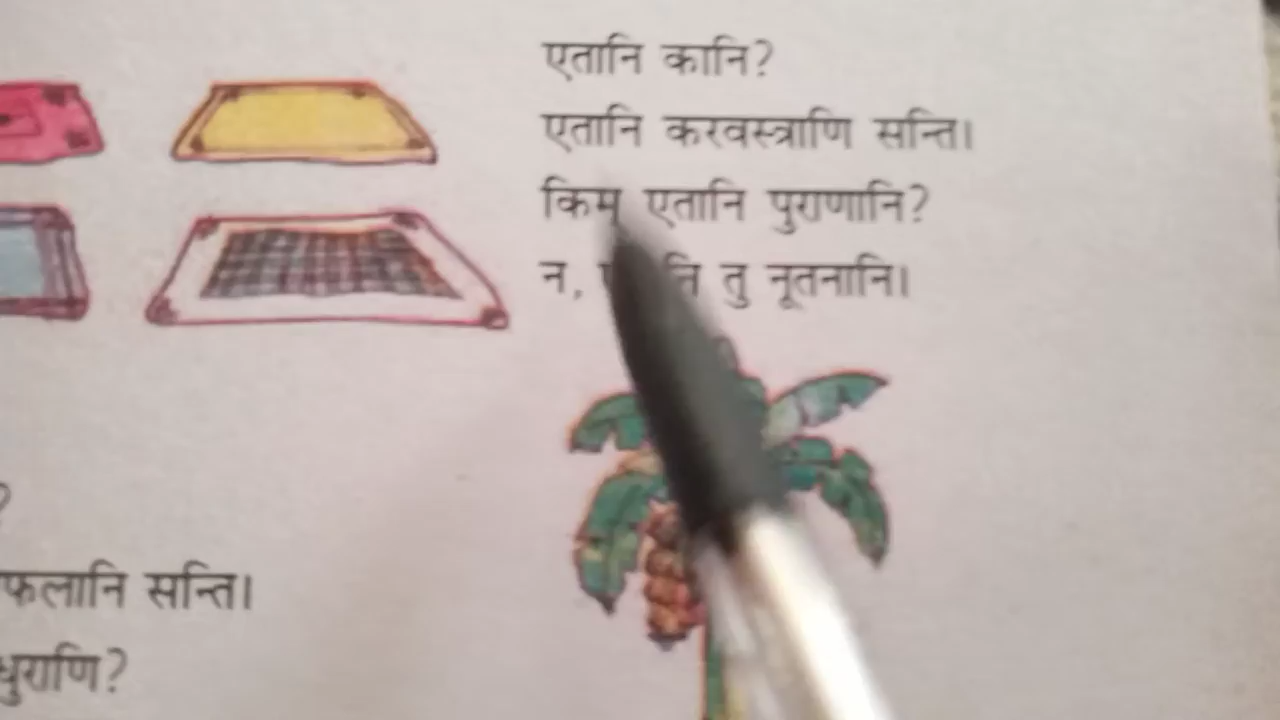 एतानि कानि?
एतानि करवस्त्राणि सन्ति।
किम् एतानि पुराणानि?
न, तु नूतनानि।
फलानि सन्ति।